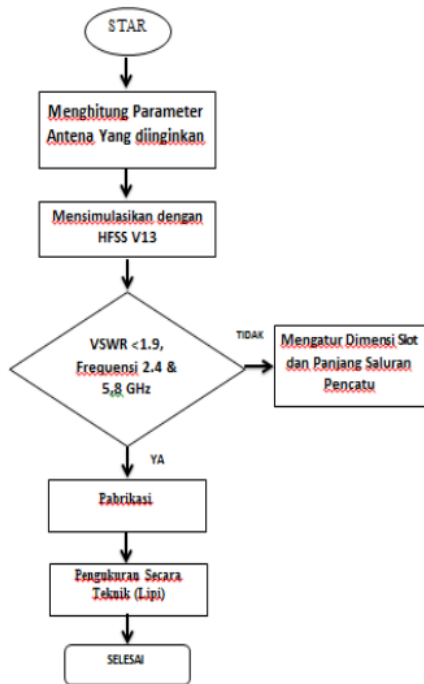 STAR
Menghitung Parameter
Antena Yang diinginkan
Mensimulasikan dengan
HFSS V13
VSWR <1.9,
Frequensi 2.4 &
5,8 GHz
TIDAK
Mengatur Dimensi Slot
dan Panjang Saluran
Pencatu
YA
Pabrikasi
Pengukuran Secara
Teknik (Lipi)
SELESAI